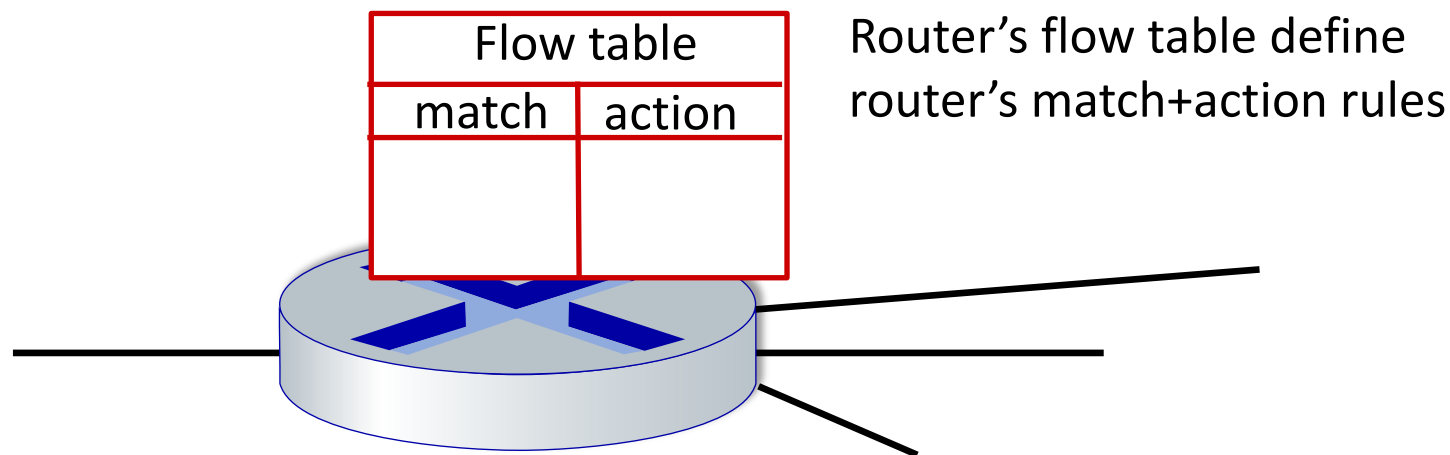 Flow table
match action
Router’s flow table define
router’s match+action rules